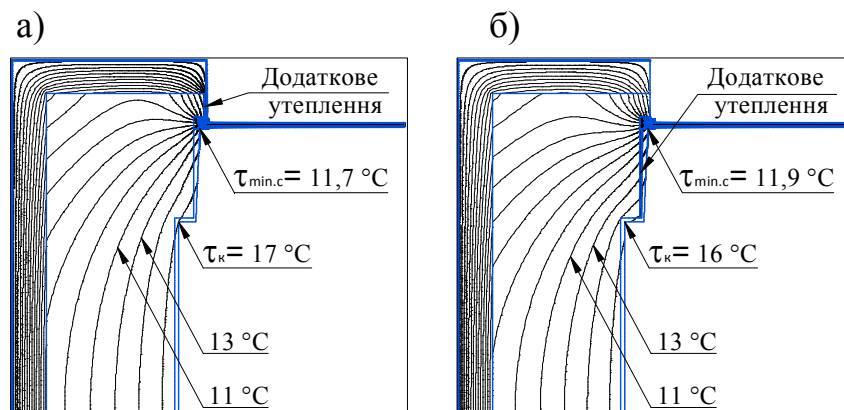 а)
Додаткове
утеплення
τmin.c= 11,7 °C
τк= 17 °C
13 °C
11 °C
б)
Додаткове
утеплення
τmin.c= 11,9 °C
τк= 16 °C
13 °C
11 °C